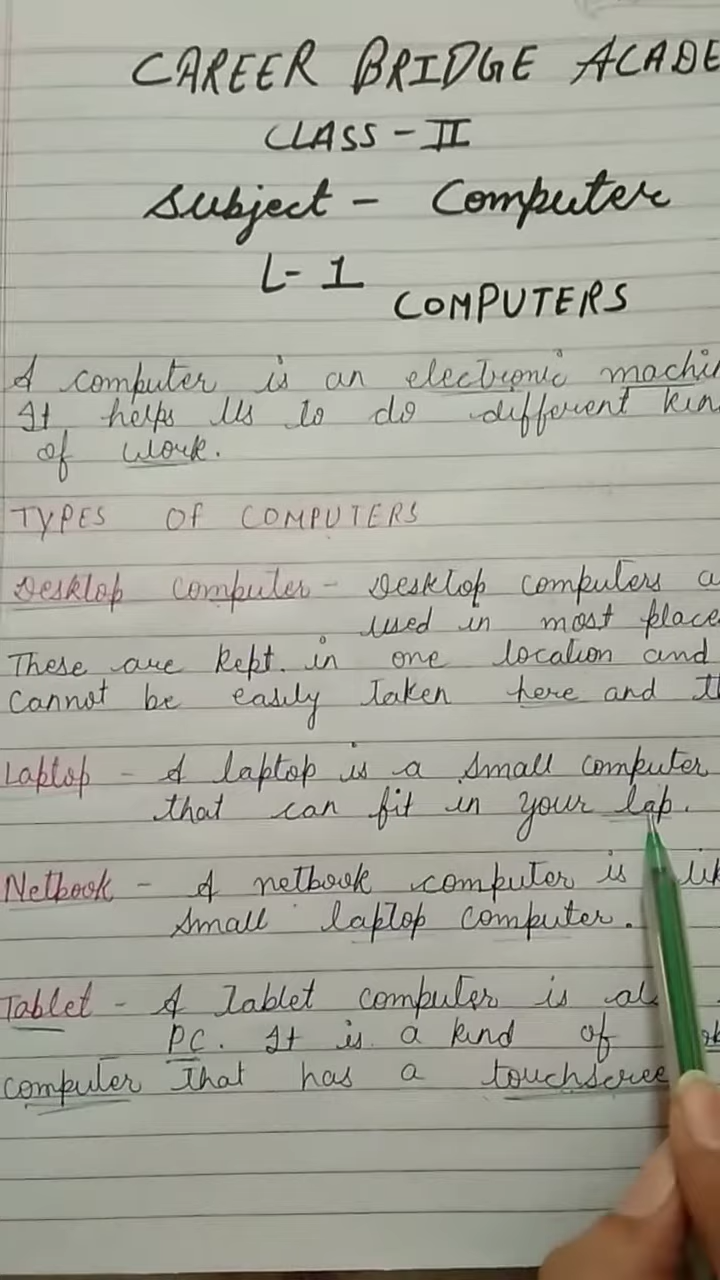 CAREER BRIDGE ACADE
CLASS - II
Subject - Computer
L- 1
COMPUTERS
A computer is an electronic machin
It helps us to do different kin
of work.
TYPES OF COMPUTERS
Desktop computer - Desktop computers a
used in most place
These are kept in one location and
cannot be easily taken here and th
Laptop - A laptop is a small computer
that can fit in your lap.
Netbook - A netbook computer is lik
small laptop computer.
Tablet - A Tablet computer is al
PC. It is a kind of
computer that has a touchscree